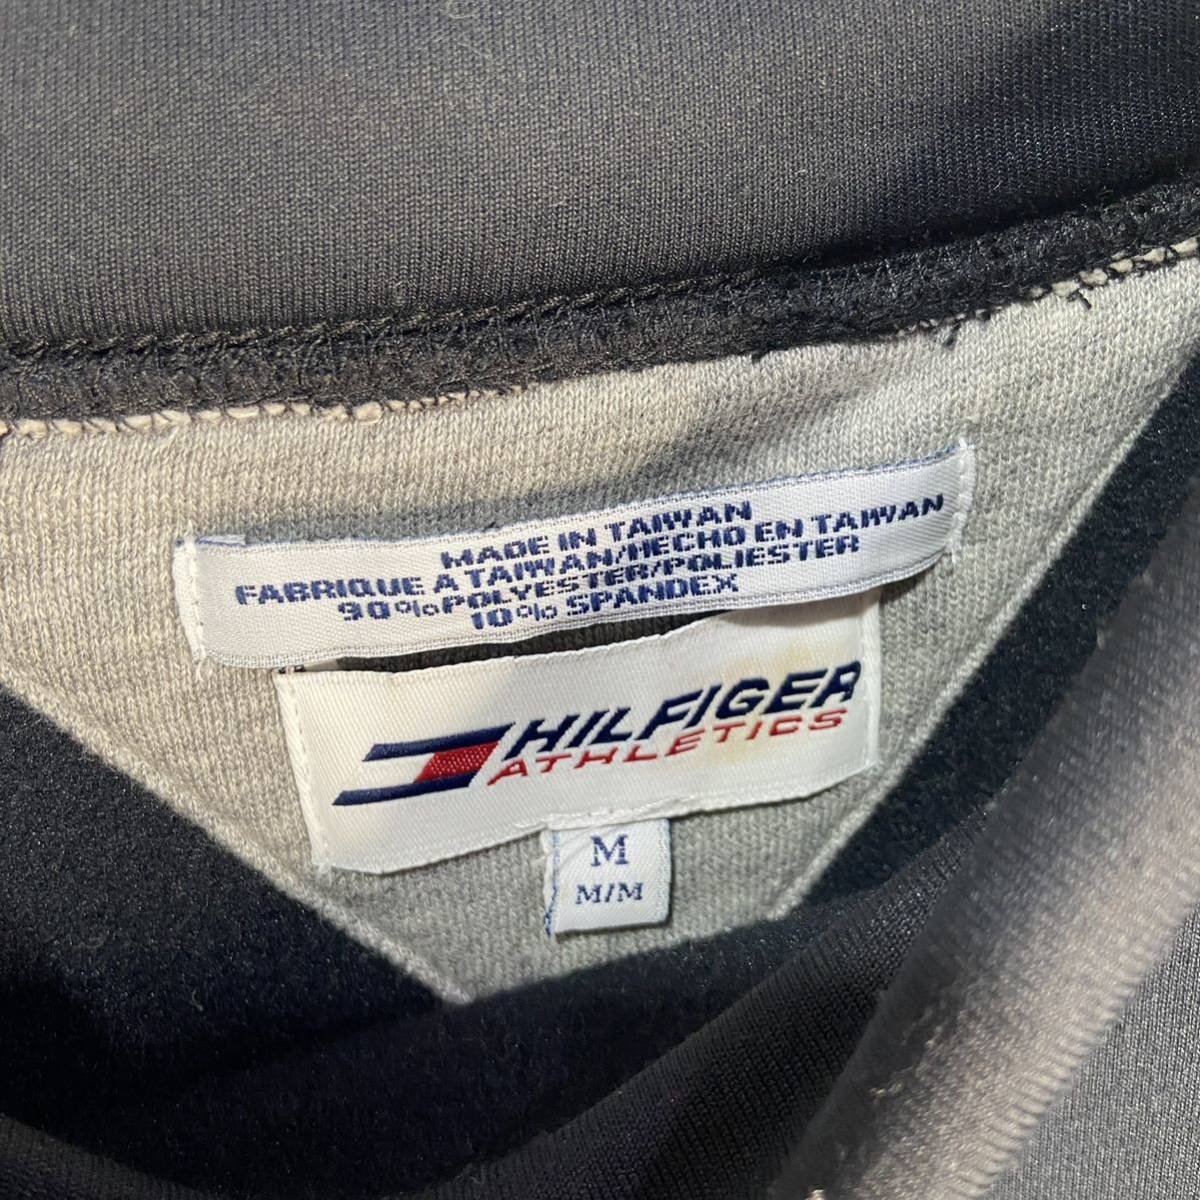 MADE IN TAIWAN
FABRIQUE A TAIWAN/HECHO EN TAIWAN
90% POLYESTER/POLIESTER
10% SPANDEX
HILFIGER
ATHLETICS
M
M/M